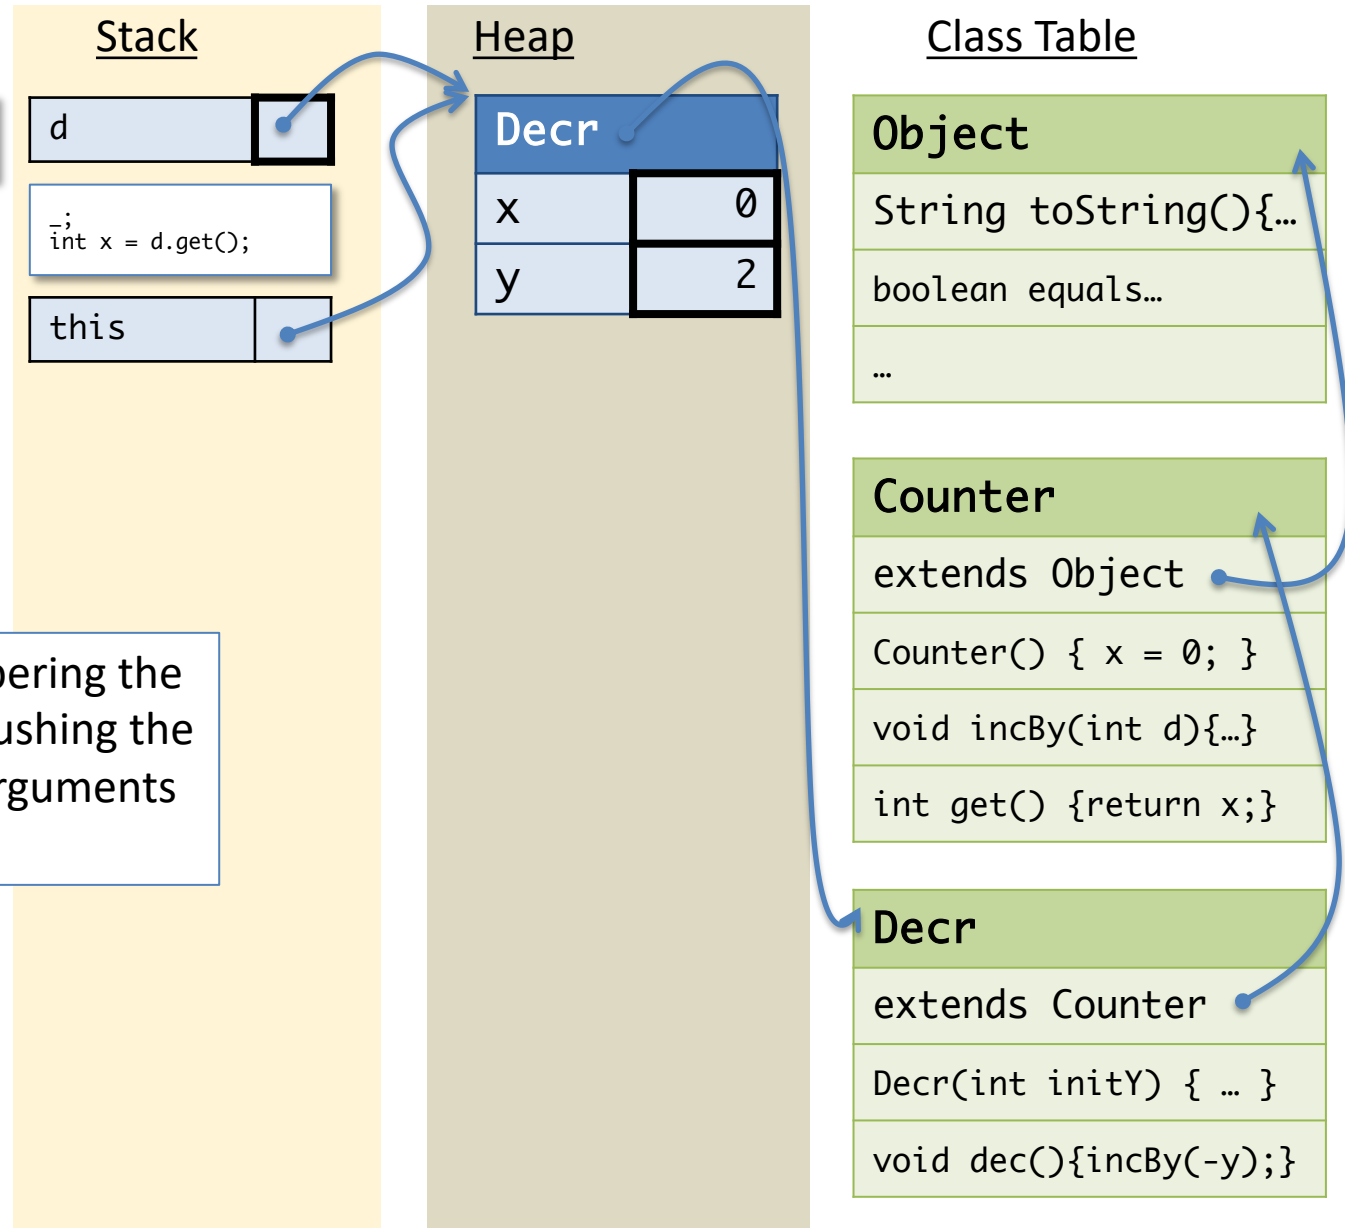 Stack
d
_;
int x = d.get();
this
the
ushing the
rguments
Heap
Decr
x 0
y 2
Class Table
Object
String toString(){…
boolean equals…
…
Counter
extends Object
Counter() { x = 0; }
void incBy(int d){…}
int get() {return x;}
Decr
extends Counter
Decr(int initY) { … }
void dec(){incBy(-y);}